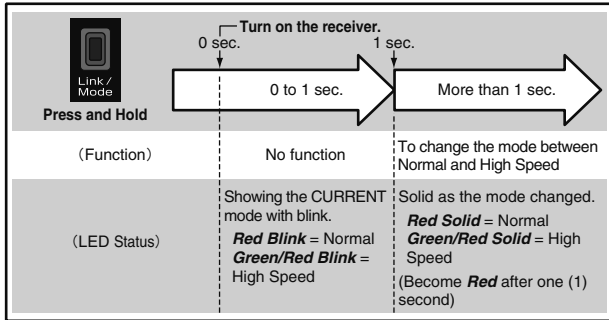 Turn on the receiver.
0 sec.
1 sec.
Link/
Mode
Press and Hold
0 to 1 sec.
More than 1 sec.
(Function)
No function
To change the mode between
Normal and High Speed
(LED Status)
Showing the CURRENT
mode with blink.
Red Blink = Normal
Green/Red Blink =
High Speed
Solid as the mode changed.
Red Solid = Normal
Green/Red Solid = High
Speed
(Become Red after one (1)
second)